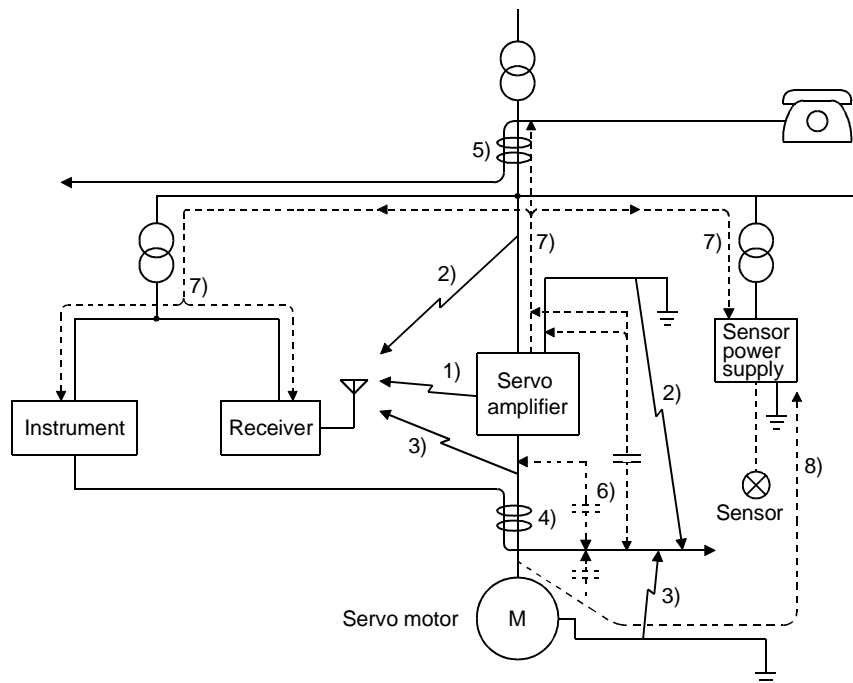 5)
7)
2)
7)
7)
Sensor
power
supply
1)
Servo
amplifier
2)
Instrument
Receiver
3)
8)
6)
4)
Sensor
3)
Servo motor
M